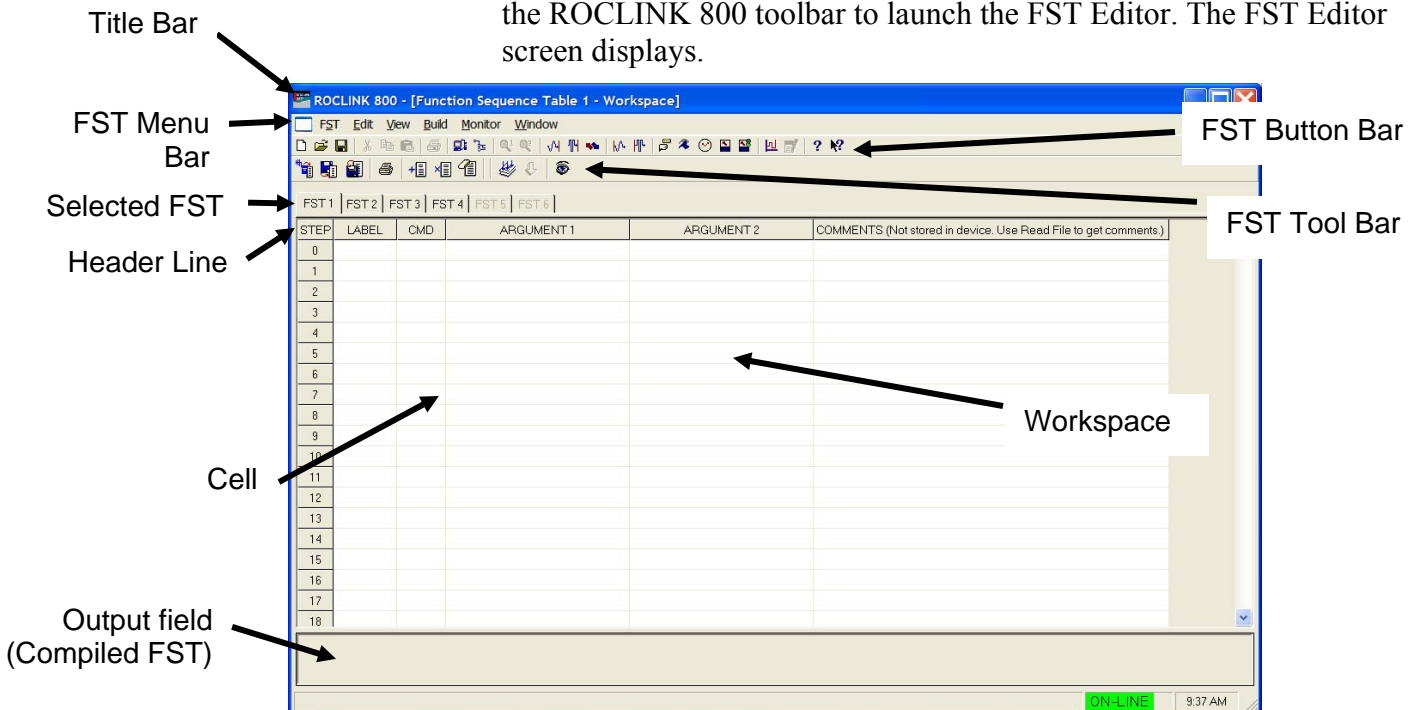 the ROCLINK 800 toolbar to launch the FST Editor. The FST Editor
screen displays.
Title Bar
ROCLINK 800 - [Function Sequence Table 1 - Workspace]
FST Menu
Bar
FST Edit View Build Monitor Window
FST Button Bar
Selected FST
FST 1 FST 2 FST 3 FST 4 FST 5 FST 6
FST Tool Bar
Header Line
STEP LABEL CMD ARGUMENT 1 ARGUMENT 2 COMMENTS (Not stored in device. Use Read File to get comments.)
0
1
2
3
4
5
6
7
8
Workspace
9
10
Cell
11
12
13
14
15
16
17
18
Output field
(Compiled FST)
ON-LINE 9:37 AM